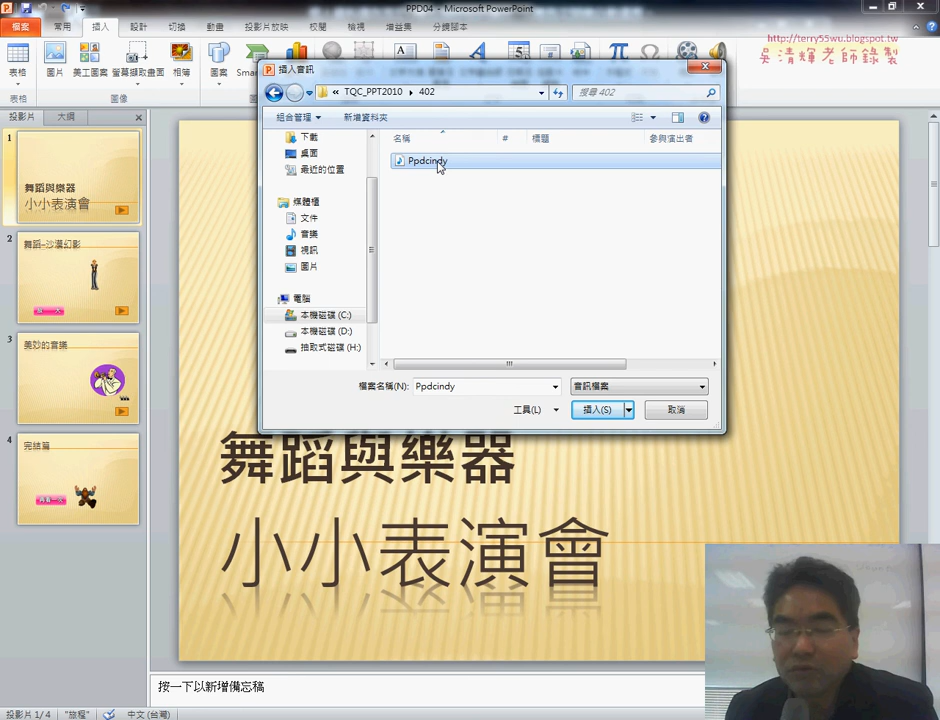 PPD04 - Microsoft PowerPoint
檔案 常用 插入 設計 切換 動畫 投影片放映 校閱 檢視 增益集 分鏡腳本
http://terry55wu.blogspot.tw
吳清輝老師錄製
表格 圖片 美工圖案 螢幕擷取畫面 相簿 圖案
表格 圖像
投影片 大綱
1
舞蹈與樂器
小小表演會
2
舞蹈-沙漠幻影
3
美妙的音樂
4
完結篇
插入音訊
« TQC_PPT2010 402
搜尋 402
組合管理 新增資料夾
名稱 # 標題 參與演出者
Ppdcindy
下載
桌面
最近的位置
媒體櫃
文件
音樂
視訊
圖片
電腦
本機磁碟 (C:)
本機磁碟 (D:)
抽取式磁碟 (H:)
檔案名稱(N): Ppdcindy 音訊檔案
工具(L) 插入(S) 取消
舞蹈與樂器
小小表演會
按一下以新增備忘稿
投影片 1/4 "旅程" 中文 (台灣)